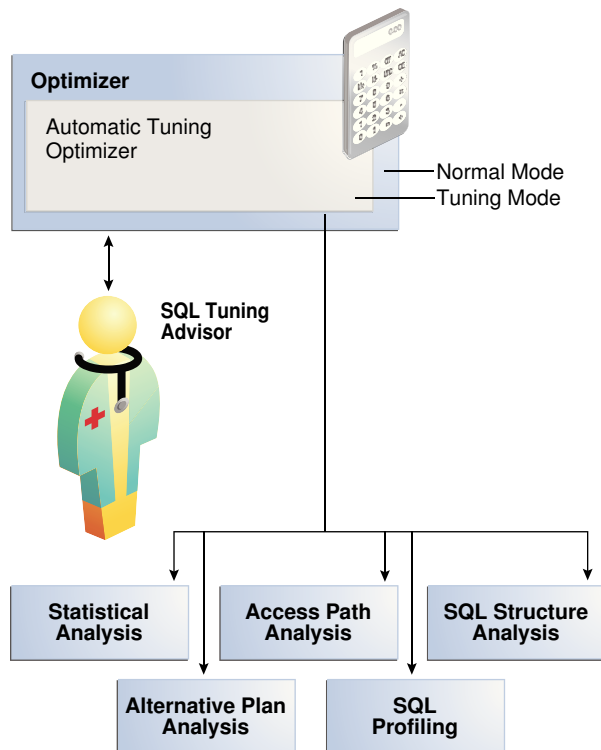 Optimizer
Automatic Tuning
Optimizer
Normal Mode
Tuning Mode
SQL Tuning
Advisor
Statistical
Analysis
Access Path
Analysis
SQL Structure
Analysis
Alternative Plan
Analysis
SQL
Profiling